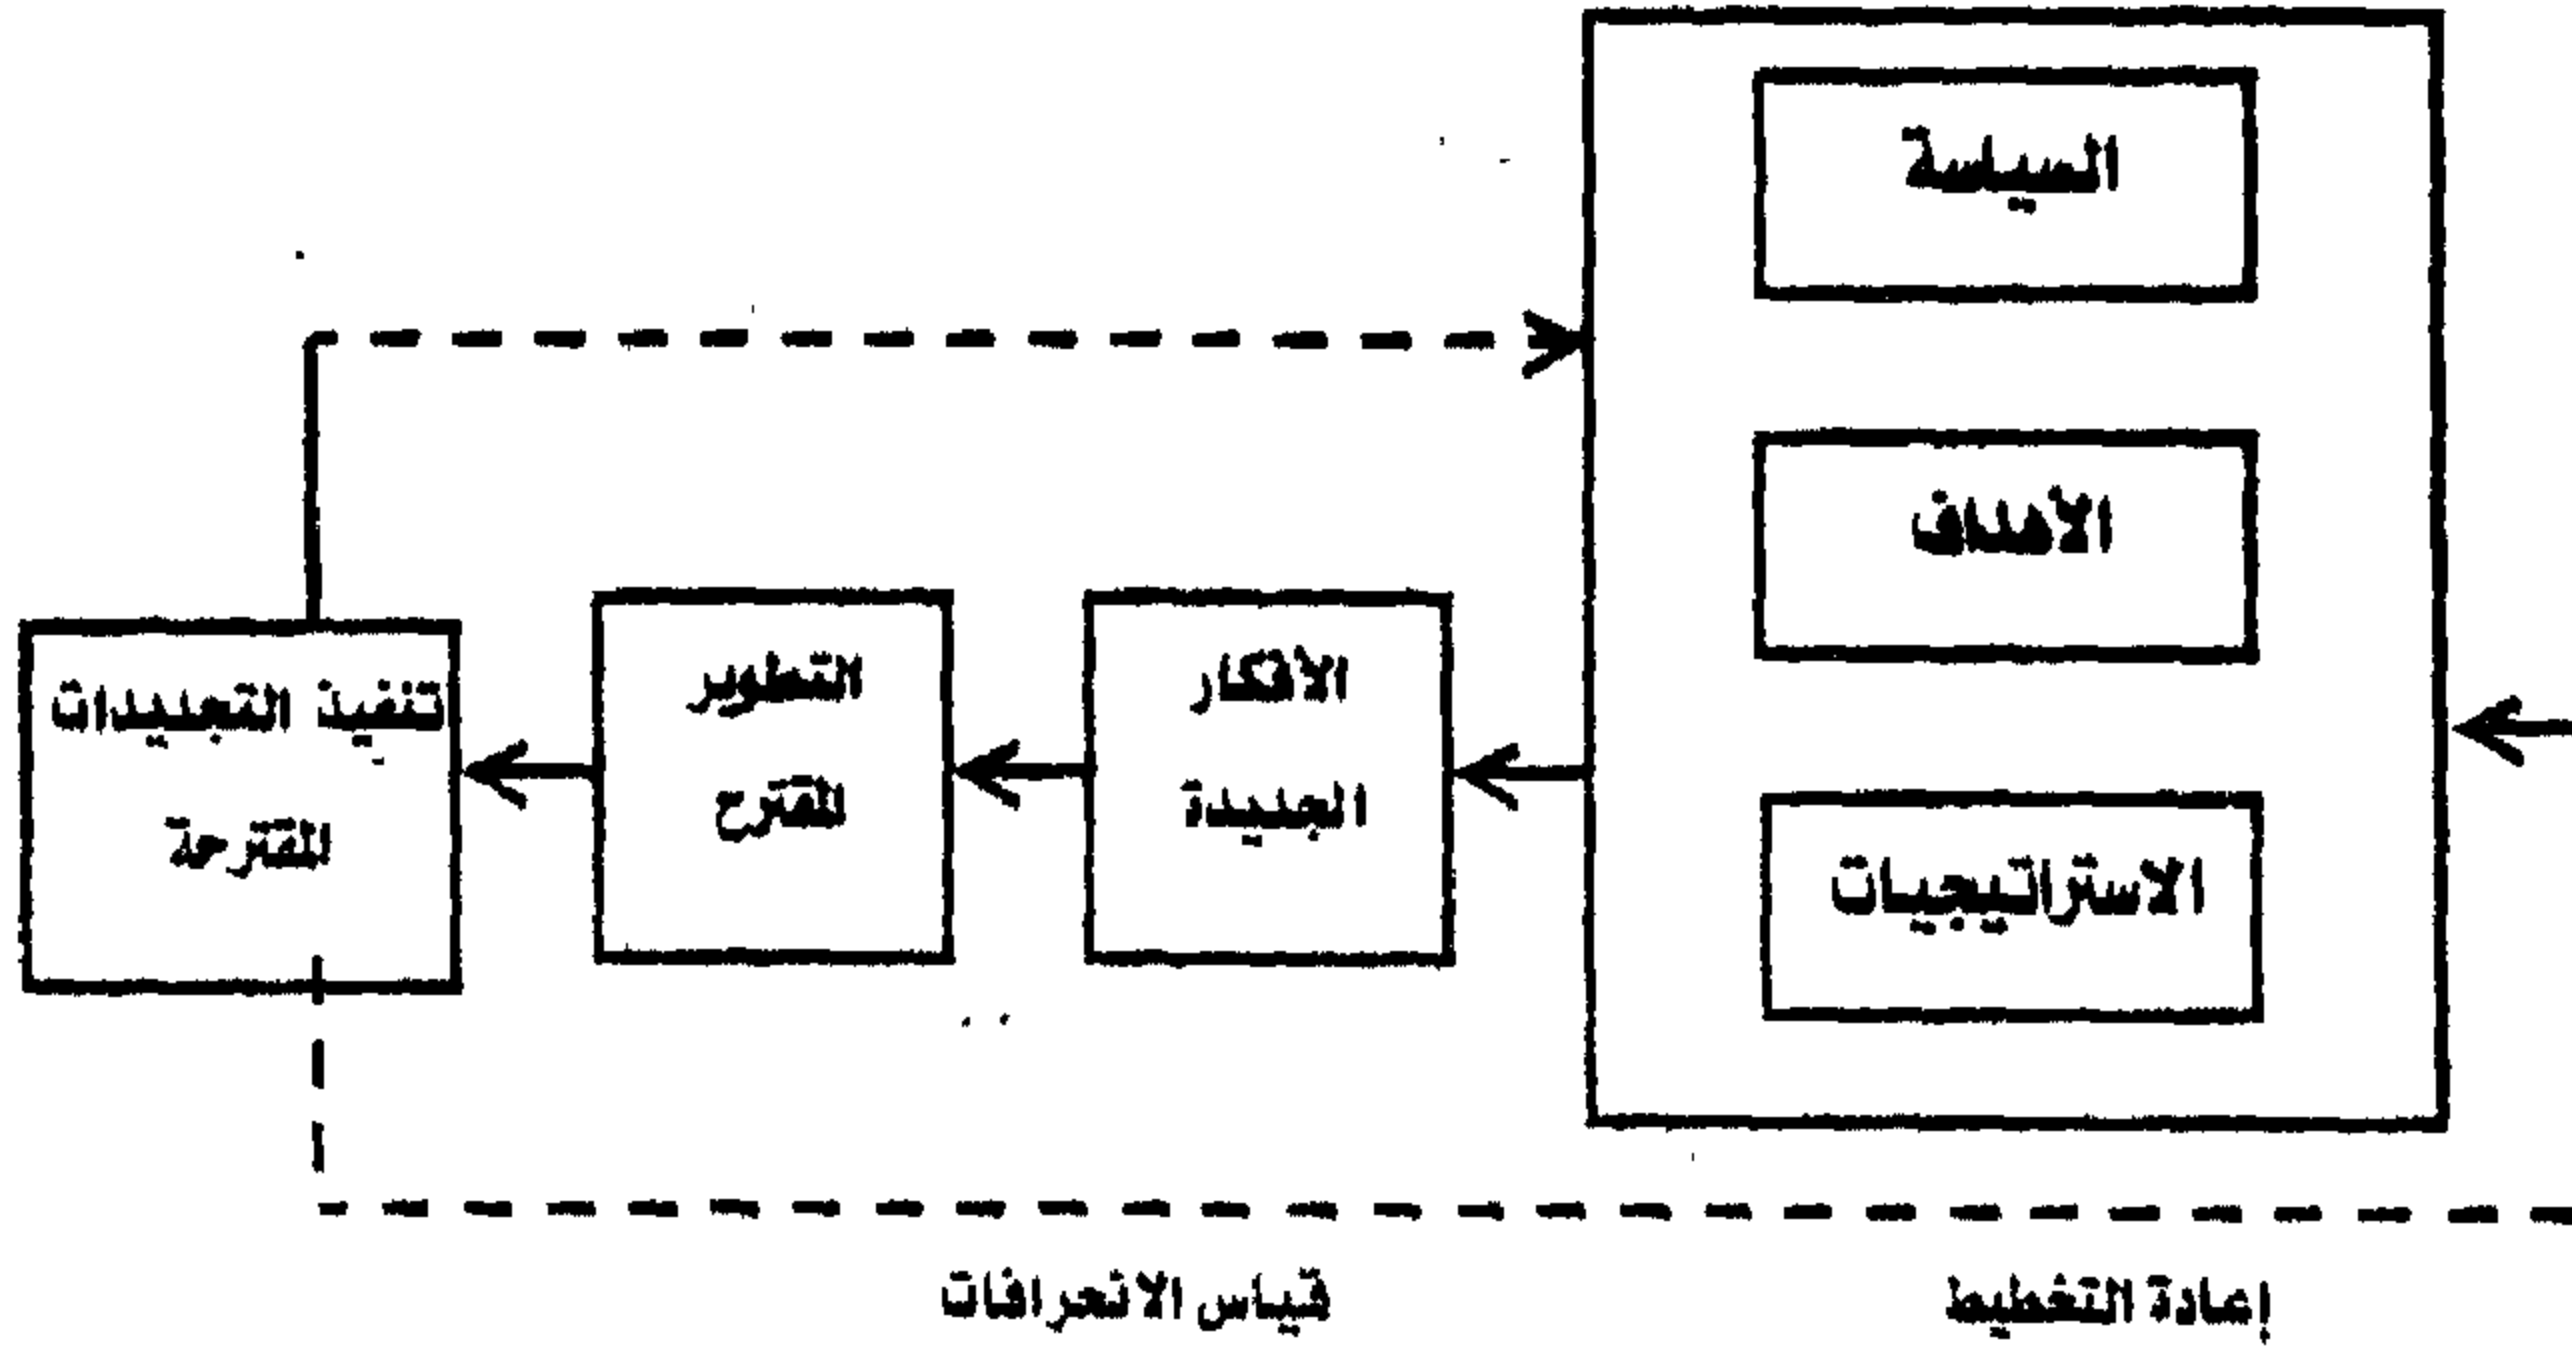 السياسة
الأهداف
الاستراتيجيات
الأفكار
الجديدة
التطوير
المقترح
تنفيذ التجديدات
المقترحة
إعادة التخطيط
قياس الانحرافات